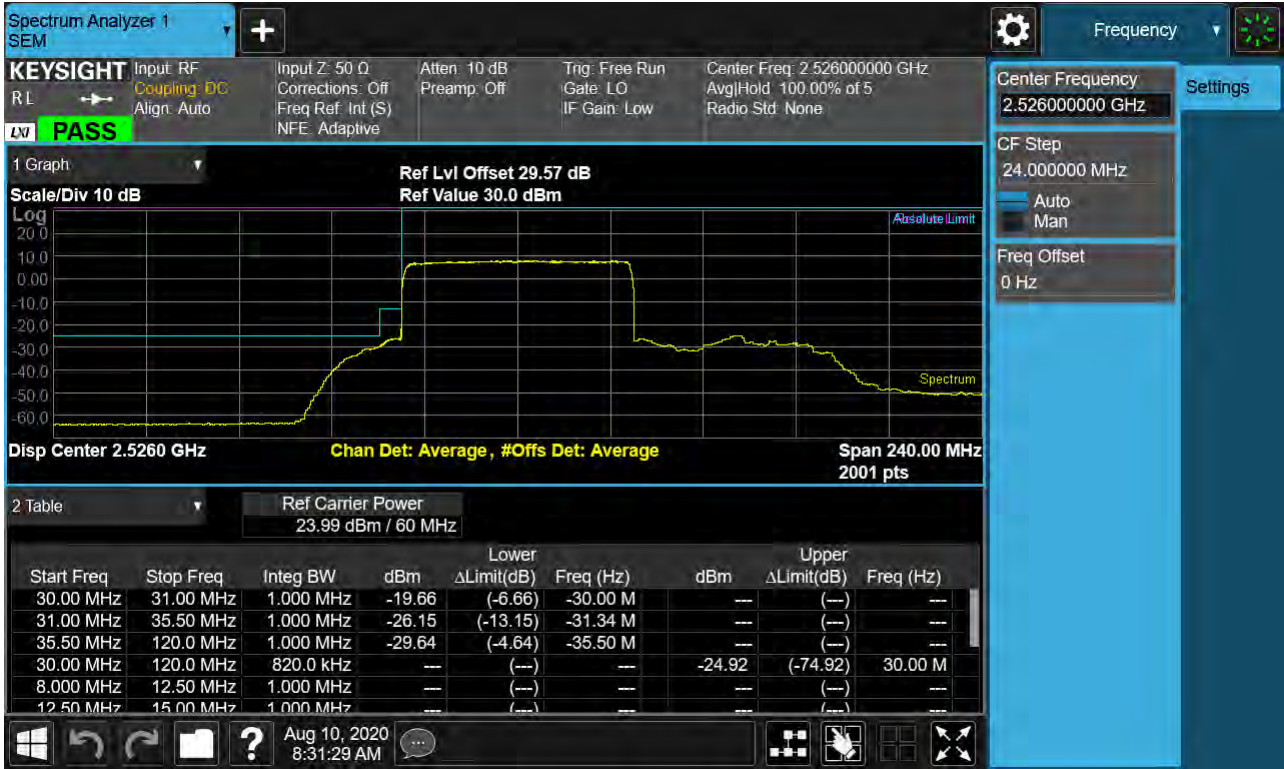 Spectrum Analyzer 1
SEM
Frequency
KEYSIGHT
R L
LXI PASS
Input: RF
Coupling: DC
Align: Auto
Input Z: 50 Ω
Corrections: Off
Freq Ref: Int (S)
NFE: Adaptive
Atten: 10 dB
Preamp: Off
Trig: Free Run
Gate: LO
IF Gain: Low
Center Freq: 2.526000000 GHz
Avg|Hold: 100.00% of 5
Radio Std: None
Center Frequency
2.526000000 GHz
Settings
CF Step
24.000000 MHz
Auto
Man
Freq Offset
0 Hz
1 Graph
Scale/Div 10 dB
Ref Lvl Offset 29.57 dB
Ref Value 30.0 dBm
Log
Absolute Limit
20.0
10.0
0.00
-10.0
-20.0
-30.0
-40.0
-50.0
-60.0
Spectrum
Disp Center 2.5260 GHz
Chan Det: Average , #Offs Det: Average
Span 240.00 MHz
2001 pts
2 Table
Ref Carrier Power
23.99 dBm / 60 MHz
Lower Upper
Start Freq Stop Freq Integ BW dBm ΔLimit(dB) Freq (Hz) dBm ΔLimit(dB) Freq (Hz)
30.00 MHz 31.00 MHz 1.000 MHz -19.66 (-6.66) -30.00 M --- (---) ---
31.00 MHz 35.50 MHz 1.000 MHz -26.15 (-13.15) -31.34 M --- (---) ---
35.50 MHz 120.0 MHz 1.000 MHz -29.64 (-4.64) -35.50 M --- (---) ---
30.00 MHz 120.0 MHz 820.0 kHz --- (---) --- -24.92 (-74.92) 30.00 M
8.000 MHz 12.50 MHz 1.000 MHz --- (---) --- --- (---) ---
12.50 MHz 15.00 MHz 1.000 MHz --- (---) --- --- (---) ---
Aug 10, 2020
8:31:29 AM